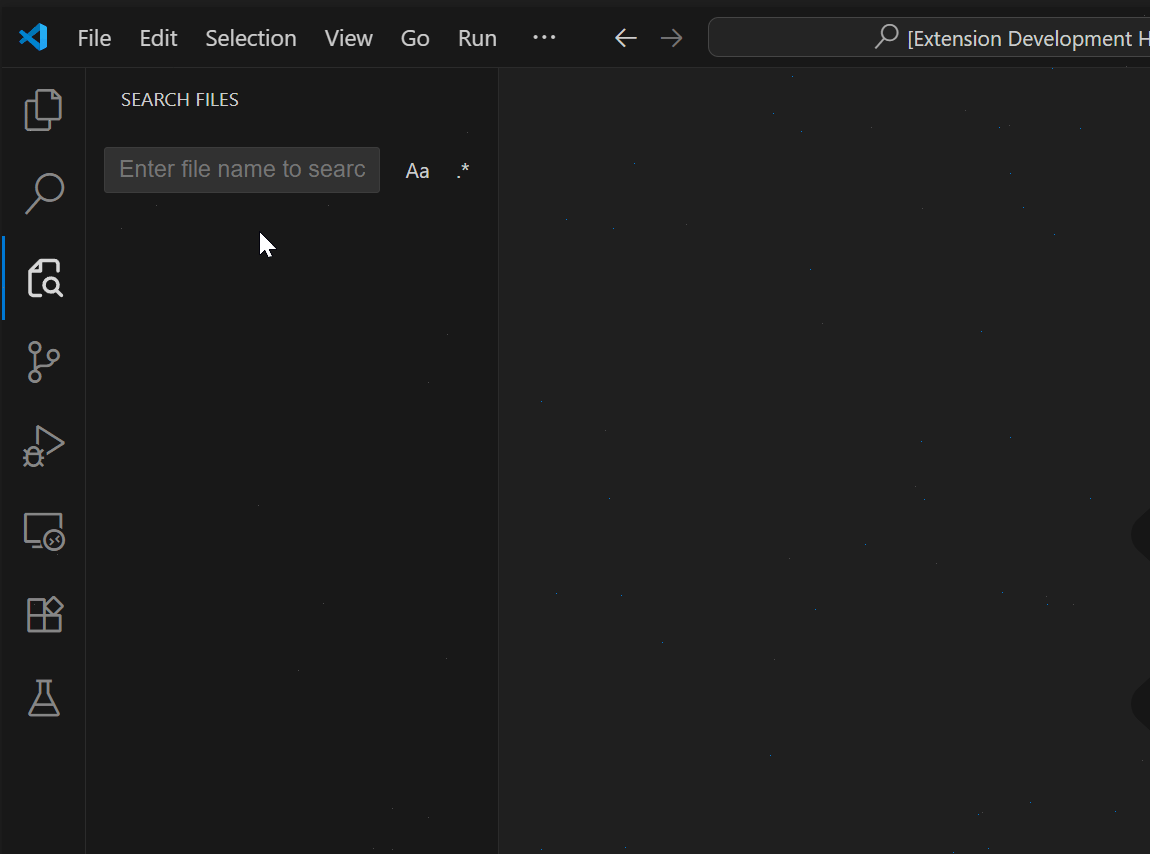 File Edit Selection View Go Run ···
[Extension Development H
SEARCH FILES
Enter file name to searc
Aa .*